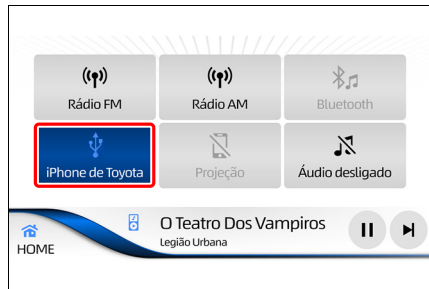 Rádio FM
Rádio AM
Bluetooth
iPhone de Toyota
Projeção
Áudio desligado
HOME
O Teatro Dos Vampiros
Legião Urbana